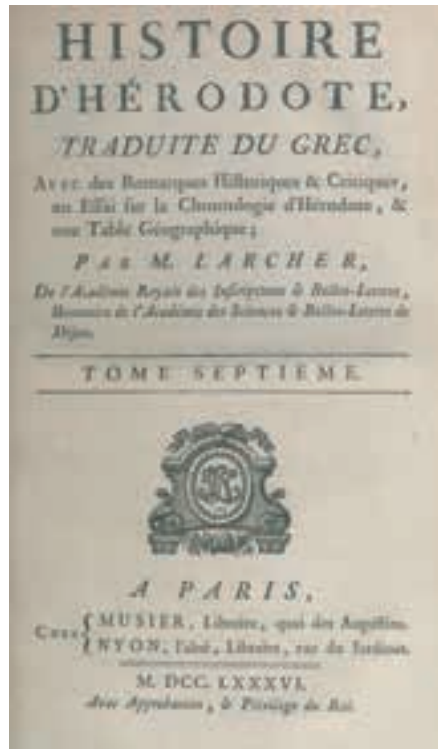 HISTOIRE
D'HÉRODOTE,
TRADUITE DU GREC,
Avec des Remarques Historiques & Critiques,
un Essai sur la Chronologie d'Hérodote, &
une Table Géographique;
PAR M. LARCHER,
De l'Académie Royale des Inscriptions & Belles-Lettres,
Honoraire de l'Académie des Sciences & Belles-Lettres de
Dijon.
TOME SEPTIEME.
A PARIS,
Chez { MUSIER, Libraire, quai des Augustins.
NYON, l'aîné, Libraire, rue du Jardinet.
M. DCC. LXXXVI.
Avec Approbation, & Privilége du Roi.